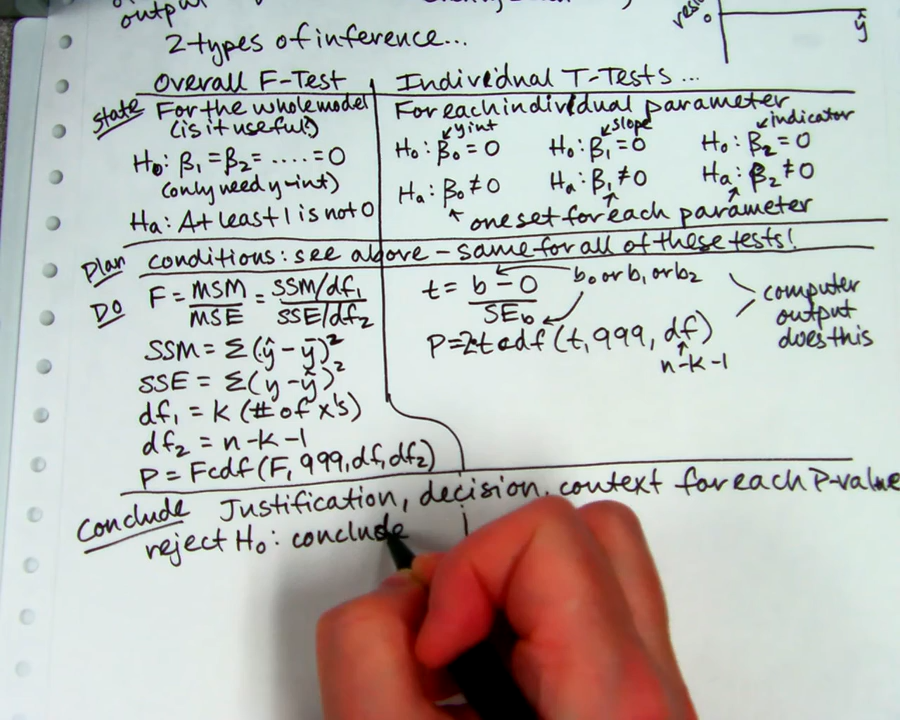 output
2 types of inference...
resi
0
ŷ
Overall F-Test
Individual T-Tests ...
State
For the whole model
(is it useful?)
H₀: β₁ = β₂ = ..... = 0
(only need y-int)
Ha: At least 1 is not 0
For each individual parameter
y int
slope
indicator
H₀: β₀ = 0
H₀: β₁ = 0
H₀: β₂ = 0
Ha: β₀ ≠ 0
Ha: β₁ ≠ 0
Ha: β₂ ≠ 0
one set for each parameter
Plan
conditions: see above - same for all of these tests!
DO
F = MSM/MSE = SSM/df₁ / SSE/df₂
SSM = Σ(ŷ - ȳ)²
SSE = Σ(y - ŷ)²
df₁ = k (# of x's)
df₂ = n-k-1
P = Fcdf(F, 999, df₁, df₂)
t = b - 0 / SE_b
b₀ or b₁ or b₂
P=2tcdf(t, 999, df)
n-k-1
computer
output
does this
Conclude
Justification, decision, context for each P-value
reject H₀: conclude